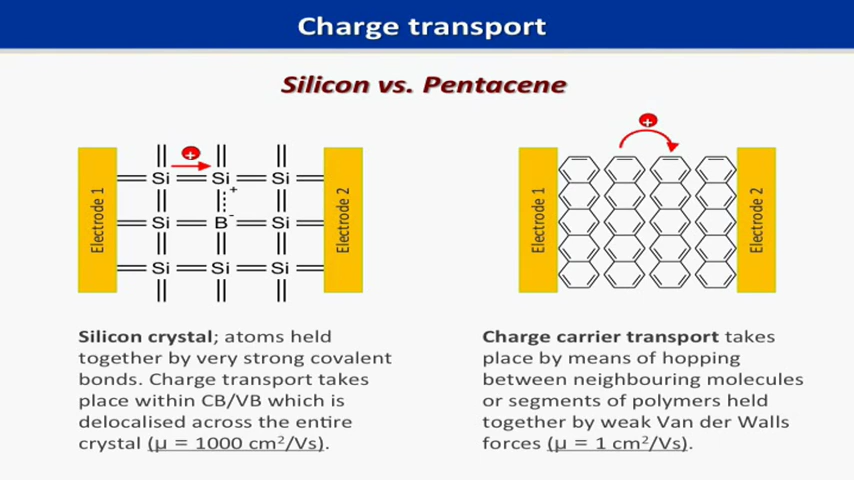 Charge transport
Silicon vs. Pentacene
+
Si Si Si
+
Si B- Si
Si Si Si
Electrode 1
Electrode 2
Silicon crystal; atoms held
together by very strong covalent
bonds. Charge transport takes
place within CB/VB which is
delocalised across the entire
crystal (μ = 1000 cm²/Vs).
+
Electrode 1
Electrode 2
Charge carrier transport takes
place by means of hopping
between neighbouring molecules
or segments of polymers held
together by weak Van der Walls
forces (μ = 1 cm²/Vs).